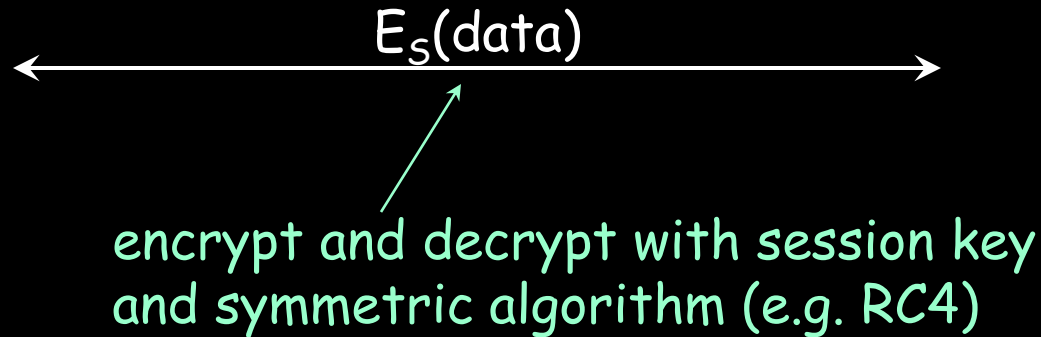 E_S(data)
encrypt and decrypt with session key
and symmetric algorithm (e.g. RC4)